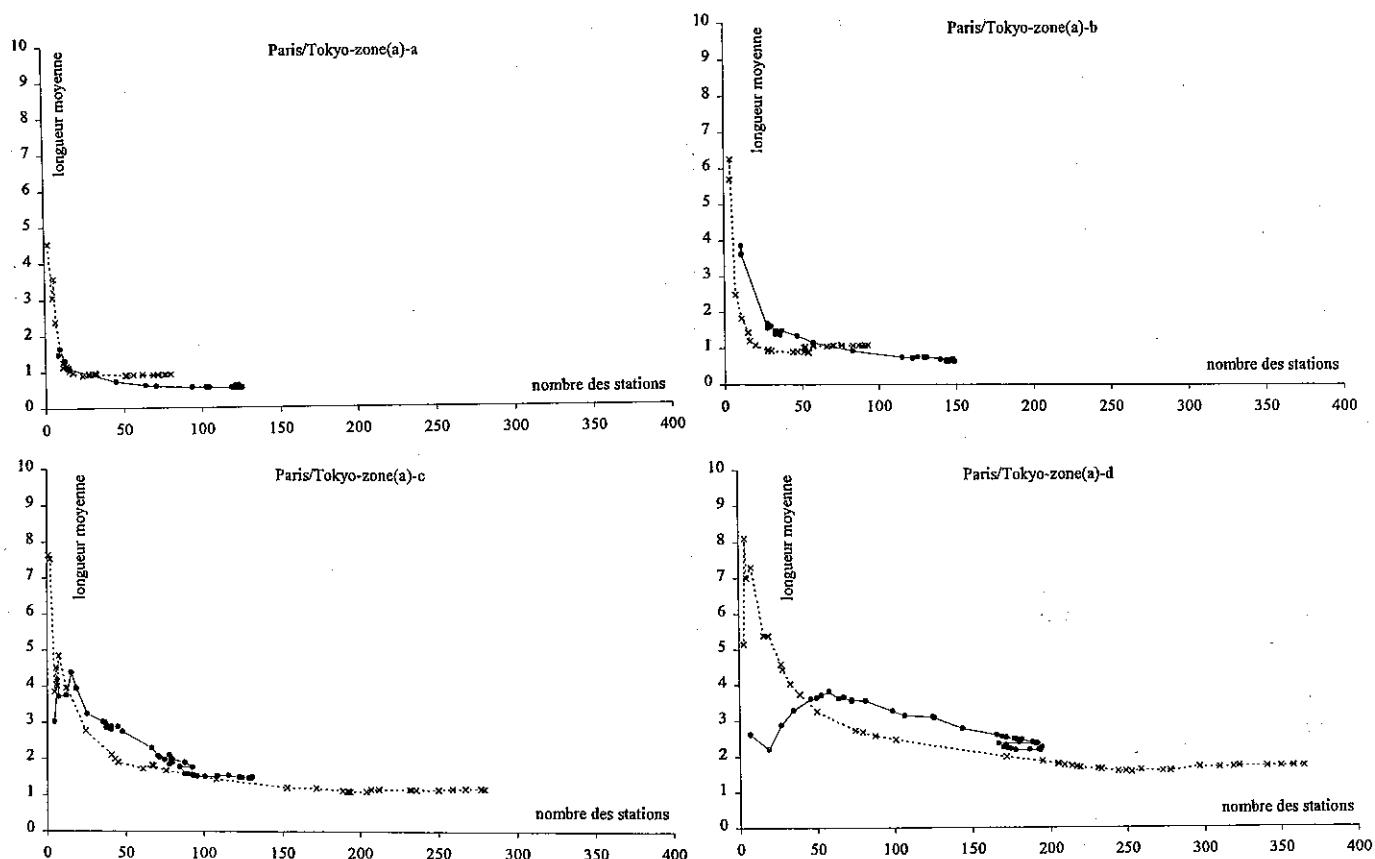 Paris/Tokyo-zone(a)-a
longueur moyenne
10
9
8
7
6
5
4
3
2
1
0
nombre des stations
0 50 100 150 200 250 300 350 400
Paris/Tokyo-zone(a)-b
longueur moyenne
10
9
8
7
6
5
4
3
2
1
0
nombre des stations
0 50 100 150 200 250 300 350 400
Paris/Tokyo-zone(a)-c
longueur moyenne
10
9
8
7
6
5
4
3
2
1
0
nombre des stations
0 50 100 150 200 250 300 350 400
Paris/Tokyo-zone(a)-d
longueur moyenne
10
9
8
7
6
5
4
3
2
1
0
nombre des stations
0 50 100 150 200 250 300 350 400